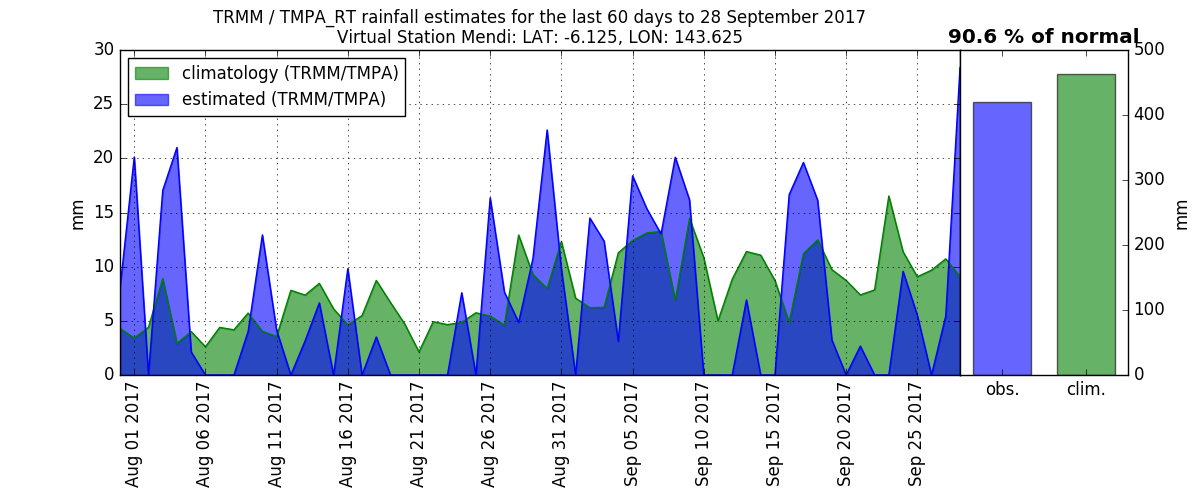 TRMM / TMPA_RT rainfall estimates for the last 60 days to 28 September 2017
Virtual Station Mendi: LAT: -6.125, LON: 143.625
90.6 % of normal
climatology (TRMM/TMPA)
estimated (TRMM/TMPA)
30
25
20
15
10
5
0
mm
500
400
300
200
100
0
mm
Aug 01 2017
Aug 06 2017
Aug 11 2017
Aug 16 2017
Aug 21 2017
Aug 26 2017
Aug 31 2017
Sep 05 2017
Sep 10 2017
Sep 15 2017
Sep 20 2017
Sep 25 2017
obs.
clim.